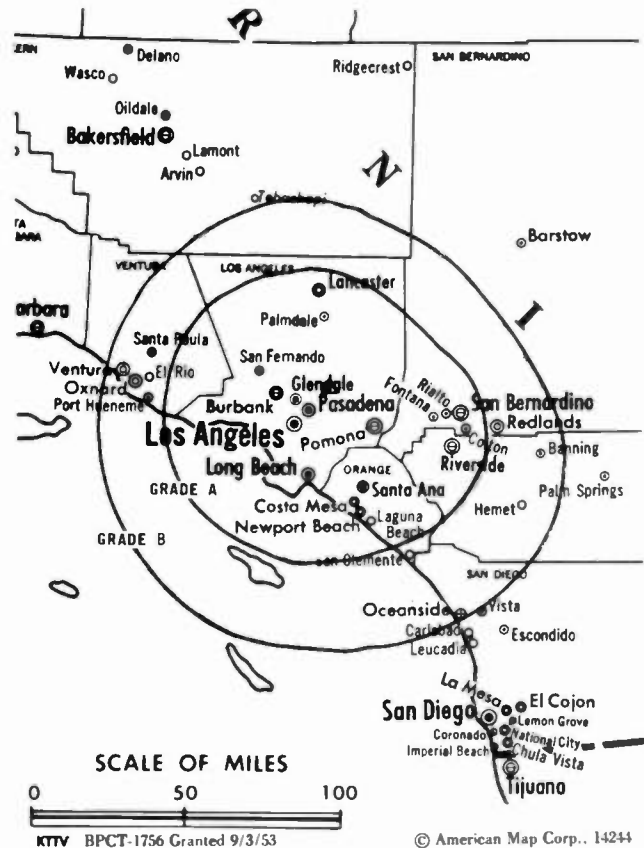 R
Delano
ERN
Ridgecrest
SAN BERNARDINO
Wasco
Oildale
Bakersfield
Lamont
Arvin
N
Tehachapi
TA
BARA
Barstow
VENTURA
LOS ANGELES
I
Lancaster
arbara
Palmdale
Santa Paula
San Fernando
Ventura
El Rio
Oxnard
Glendale
Port Hueneme
Burbank
Pasadena
Rialto
Fontana
San Bernardino
Redlands
Los Angeles
Pomona
Colton
Banning
Riverside
Long Beach
ORANGE
Palm Springs
GRADE A
Santa Ana
Costa Mesa
Hemet
Newport Beach
Laguna
Beach
GRADE B
San Clemente
SAN DIEGO
Oceanside
Vista
Carlsbad
Escondido
Leucadia
La Mesa
El Cajon
San Diego
Lemon Grove
Coronado
National City
Imperial Beach
Chula Vista
Tijuana
SCALE OF MILES
0 50 100
KTTV BPCT-1756 Granted 9/3/53
© American Map Corp., 14244